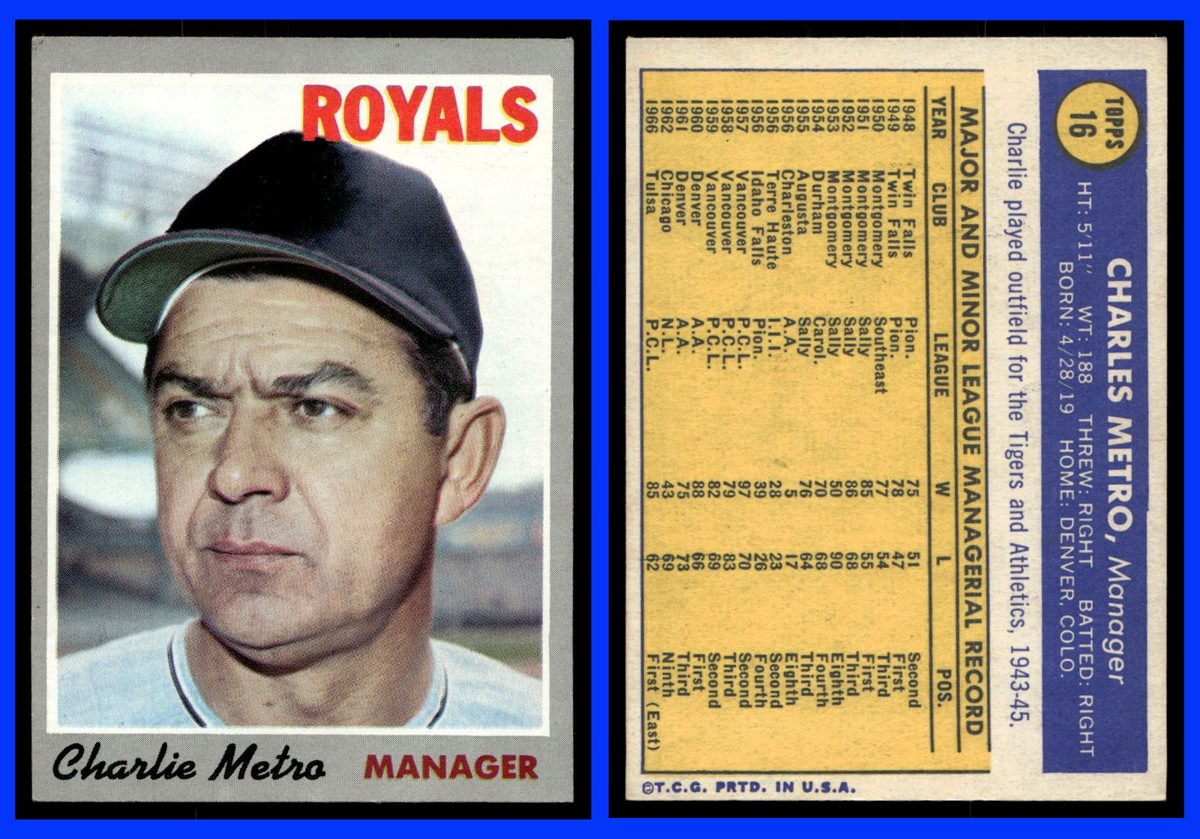 ROYALS
Charlie Metro MANAGER
TOPPS
16
CHARLES METRO, Manager
HT: 5'11" WT: 188 THREW: RIGHT BATTED: RIGHT
BORN: 4/28/19 HOME: DENVER, COLO.
Charlie played outfield for the Tigers and Athletics, 1943-45.
MAJOR AND MINOR LEAGUE MANAGERIAL RECORD
YEAR CLUB LEAGUE W L POS.
1948 Twin Falls Pion. 75 51 Second
1949 Twin Falls Pion. 78 47 First
1950 Montgomery Southeast 77 54 Third
1951 Montgomery Sally 85 55 Second
1952 Montgomery Sally 86 68 Third
1953 Montgomery Sally 50 90 Eighth
1954 Durham Carol. 70 68 Fourth
1955 Augusta Sally 76 64 Third
1956 Charleston A.A. 5 17 Eighth
1956 Terre Haute I.I.I. 28 23 Third
1956 Idaho Falls Pion. 39 26 Fourth
1957 Vancouver P.C.L. 97 70 Second
1958 Vancouver P.C.L. 79 83 Third
1959 Vancouver P.C.L. 82 69 Second
1960 Denver A.A. 88 66 First
1961 Denver A.A. 75 73 Third
1962 Chicago N.L. 43 69 Ninth
1966 Tulsa P.C.L. 85 62 First (East)
©T.C.G. PRTD. IN U.S.A.